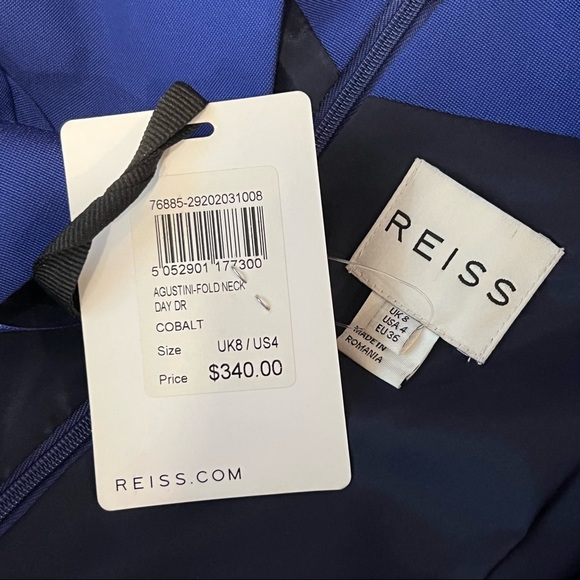 76885-29202031008
5 052901 177300
AGUSTINI-FOLD NECK
DAY DR
COBALT
Size UK8 / US4
Price $340.00
REISS.COM
REISS
UK 8
USA 4
EU 36
MADE IN
ROMANIA